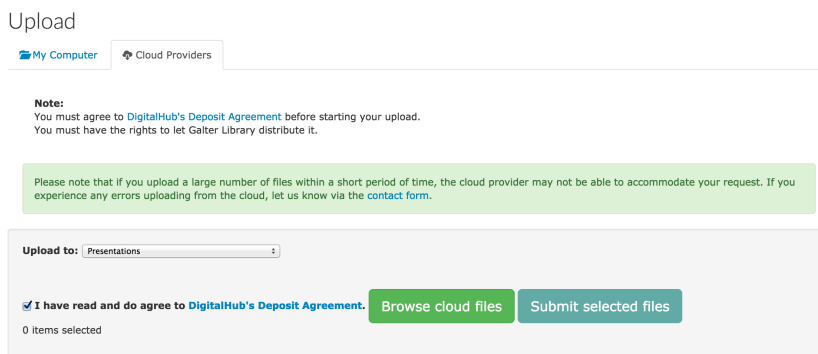 Upload
My Computer
Cloud Providers
Note:
You must agree to DigitalHub's Deposit Agreement before starting your upload.
You must have the rights to let Galter Library distribute it.
Please note that if you upload a large number of files within a short period of time, the cloud provider may not be able to accommodate your request. If you
experience any errors uploading from the cloud, let us know via the contact form.
Upload to: Presentations
I have read and do agree to DigitalHub's Deposit Agreement. Browse cloud files Submit selected files
0 items selected